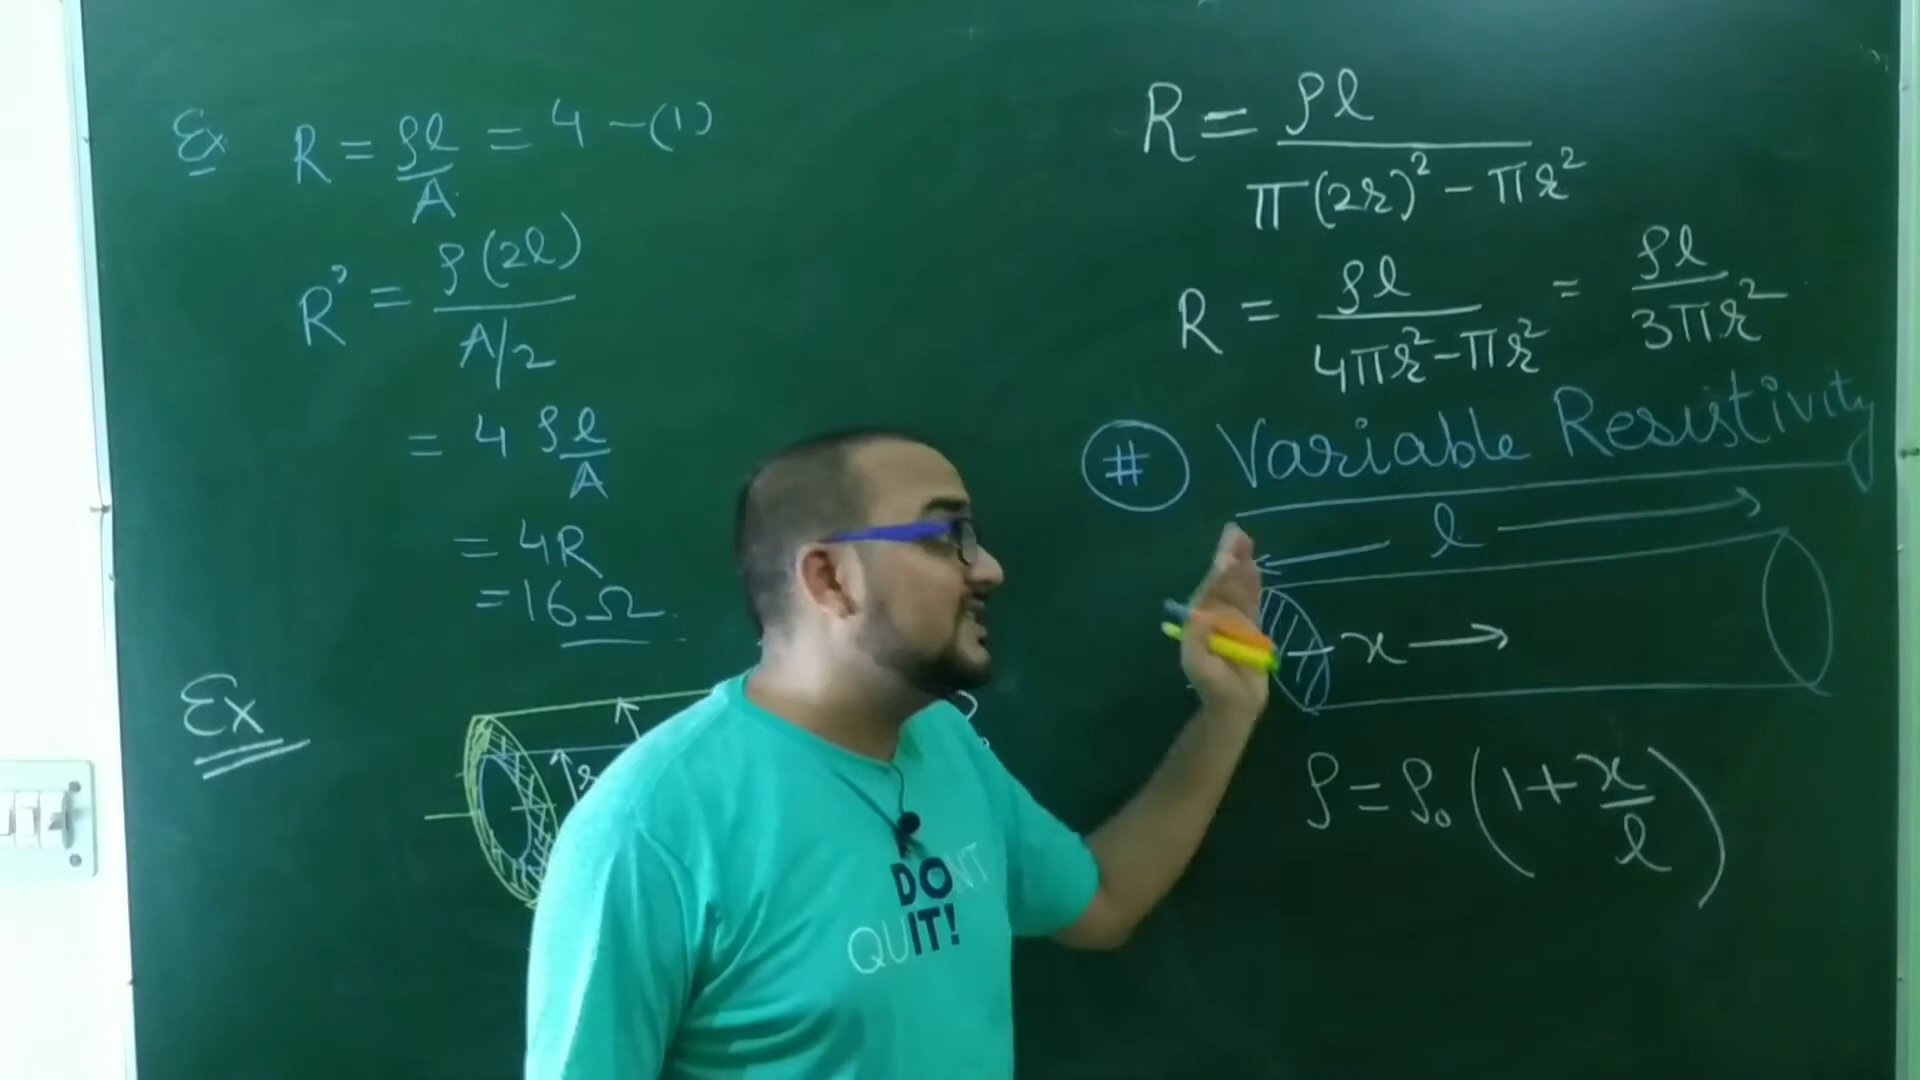 Ex R = ρl/A = 4 – (1)
R' = ρ(2l)/A/2
= 4 ρl/A
= 4R
= 16 Ω
Ex
r
R = ρl/π(2r)² – πr²
R = ρl/4πr² – πr² = ρl/3πr²
# Variable Resistivity
l
x →
ρ = ρ₀ (1 + x/l)
DO
QUIT!